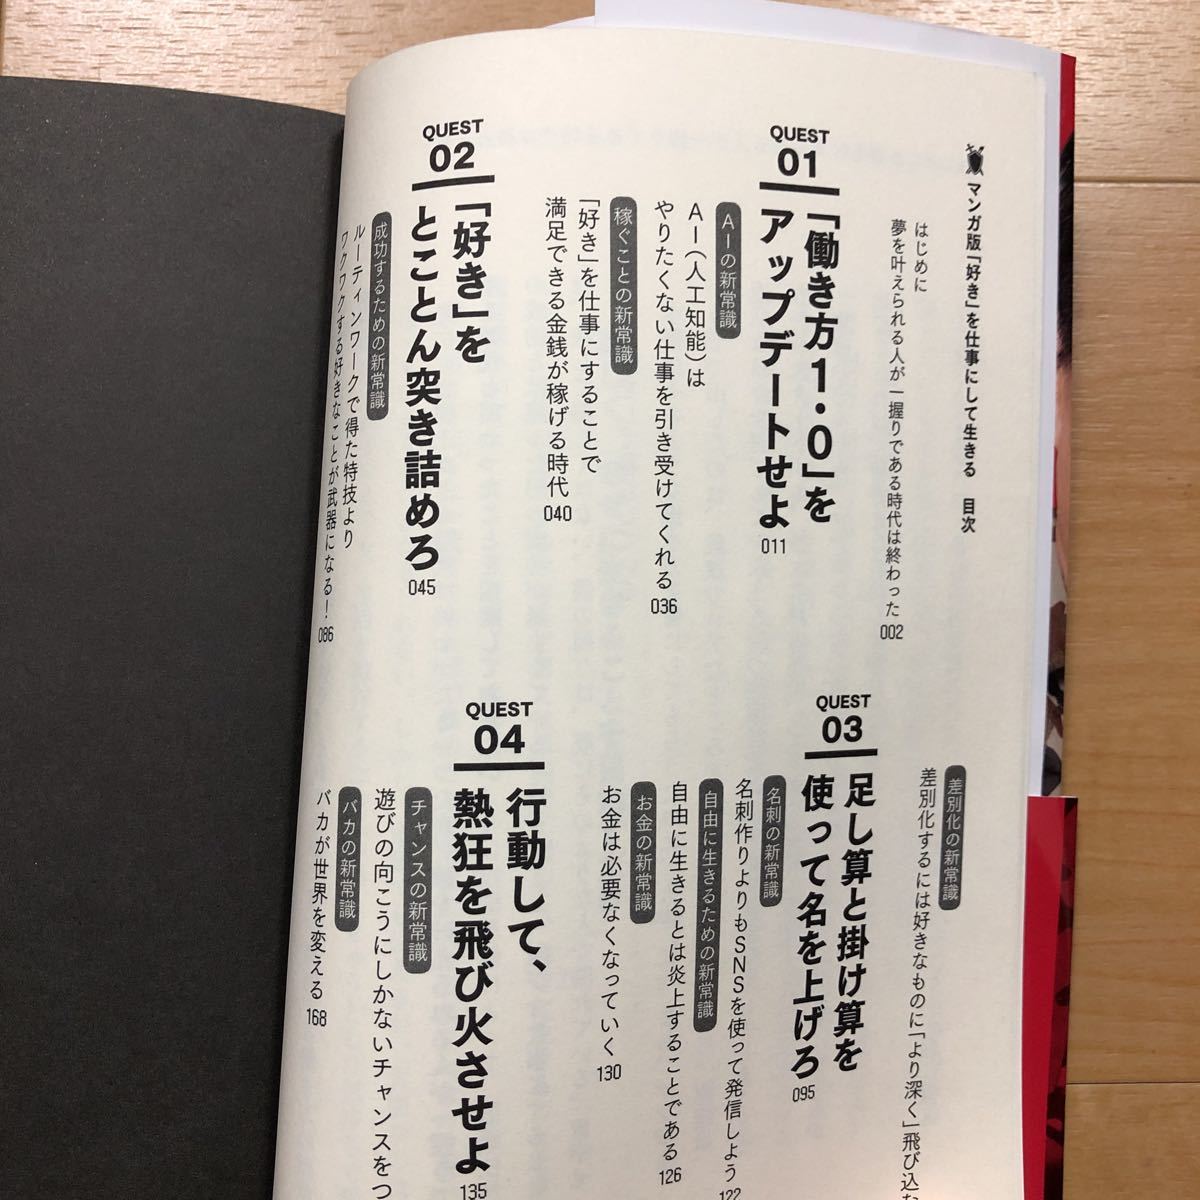 マンガ版「好き」を仕事にして生きる　目次
はじめに
夢を叶えられる人が一握りである時代は終わった 002
QUEST
01
「働き方1.0」を
アップデートせよ 011
AIの新常識
AI(人工知能)は
やりたくない仕事を引き受けてくれる 036
稼ぐことの新常識
「好き」を仕事にすることで
満足できる金銭が稼げる時代 040
QUEST
02
「好き」を
とことん突き詰めろ 045
成功するための新常識
ルーティンワークで得た特技より
ワクワクする好きなことが武器になる! 086
差別化の新常識
差別化するには好きなものに「より深く」飛び込
QUEST
03
足し算と掛け算を
使って名を上げろ 095
名刺の新常識
名刺作りよりもSNSを使って発信しよう 122
自由に生きるための新常識
自由に生きるとは炎上することである 126
お金の新常識
お金は必要なくなっていく 130
QUEST
04
行動して、
熱狂を飛び火させよ 135
チャンスの新常識
遊びの向こうにしかないチャンスをつ
バカの新常識
バカが世界を変える 168